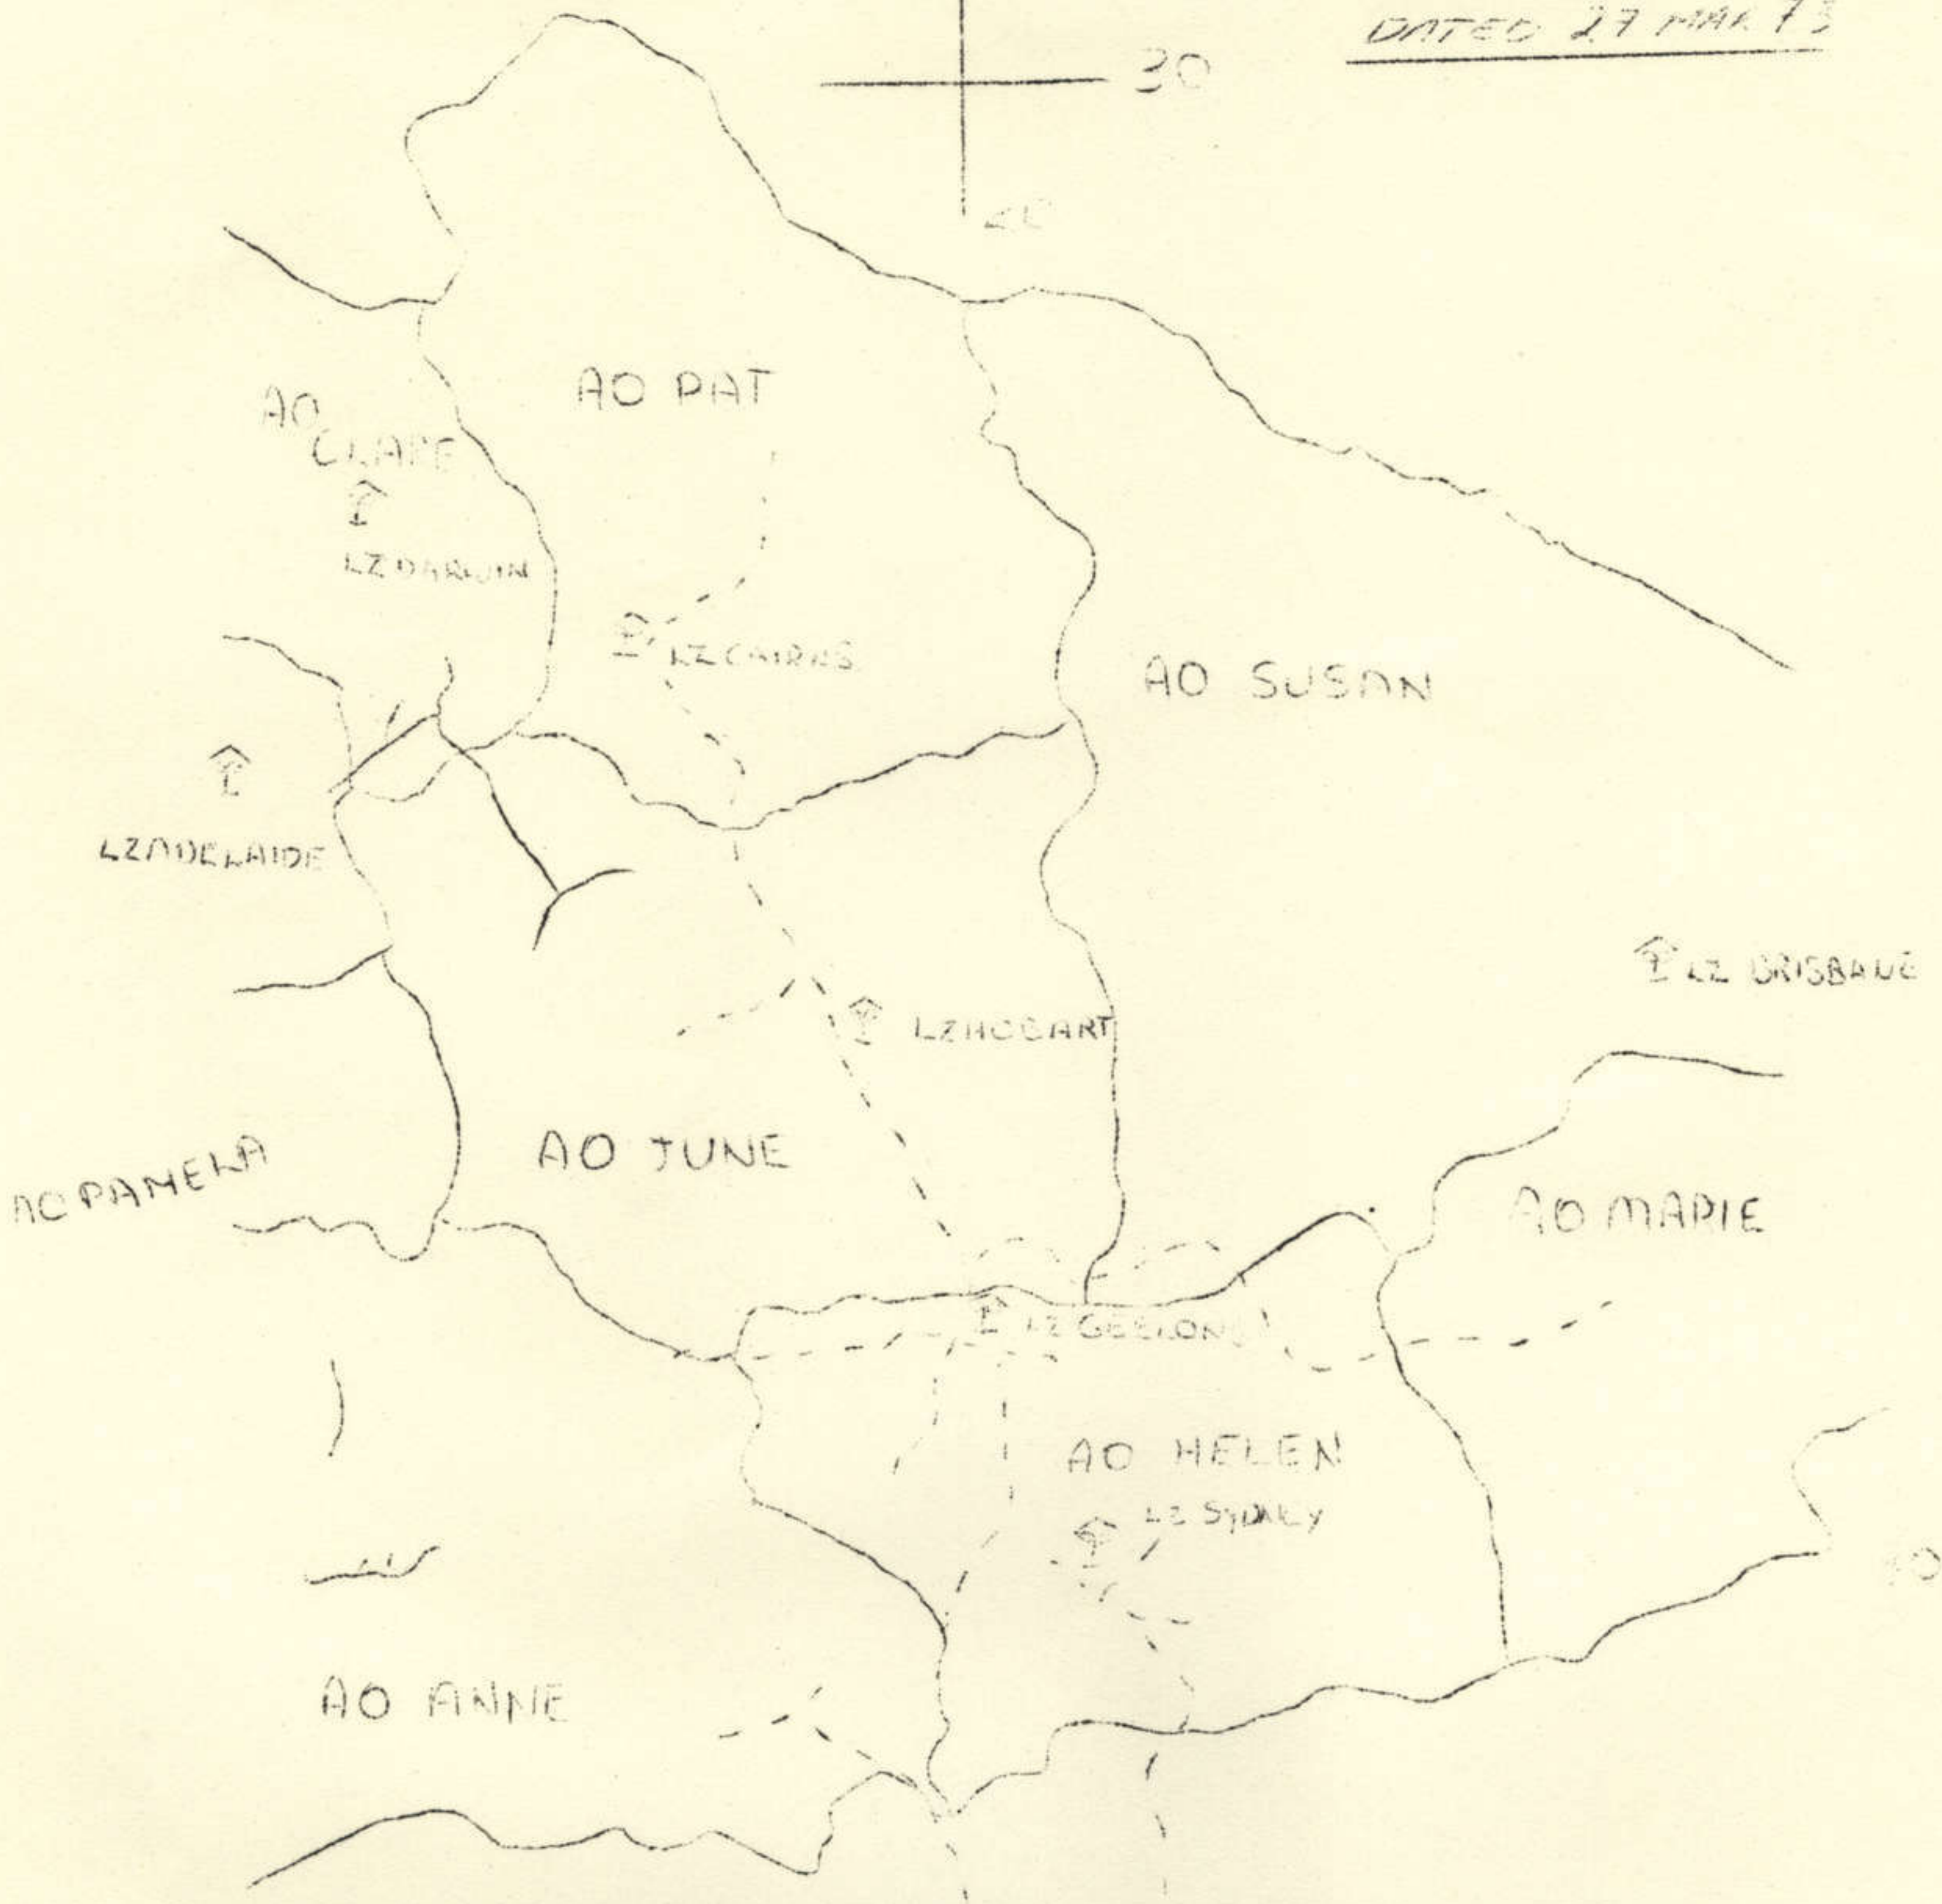 DATED 27 MAR 73
30
AO PAT
AO
CLARE
LZ DARWIN
LZ CAIRNS
AO SUSAN
LZ ADELAIDE
LZ BRISBANE
LZ HOBART
AO JUNE
AO PAMELA
AO MARIE
LZ GEELONG
AO HELEN
LZ SYDNEY
AO ANNE